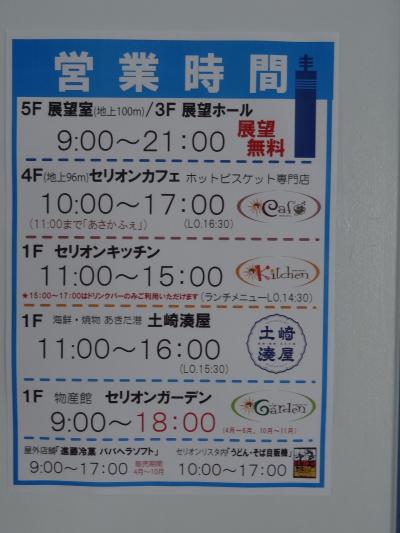 営業時間
5F 展望室(地上100m)/3F 展望ホール
9:00～21:00 展望無料
4F(地上96m)セリオンカフェ ホットビスケット専門店
10:00～17:00 Café
(11:00まで「あさかふぇ」) (LO.16:30)
1F セリオンキッチン
11:00～15:00 Kitchen
★15:00～17:00はドリンクバーのみご利用いただけます (ランチメニューLO.14:30)
1F 海鮮・焼物 あきた港 土崎湊屋
11:00～16:00 土崎湊屋
(LO.15:30)
1F 物産館 セリオンガーデン
9:00～18:00 Garden
(4月～6月、10月～11月)
屋外店舗「進藤冷菓 ババヘラソフト」 セリオンリスタ内「うどん・そば自販機」
9:00～17:00 販売期間 4月～10月 10:00～17:00